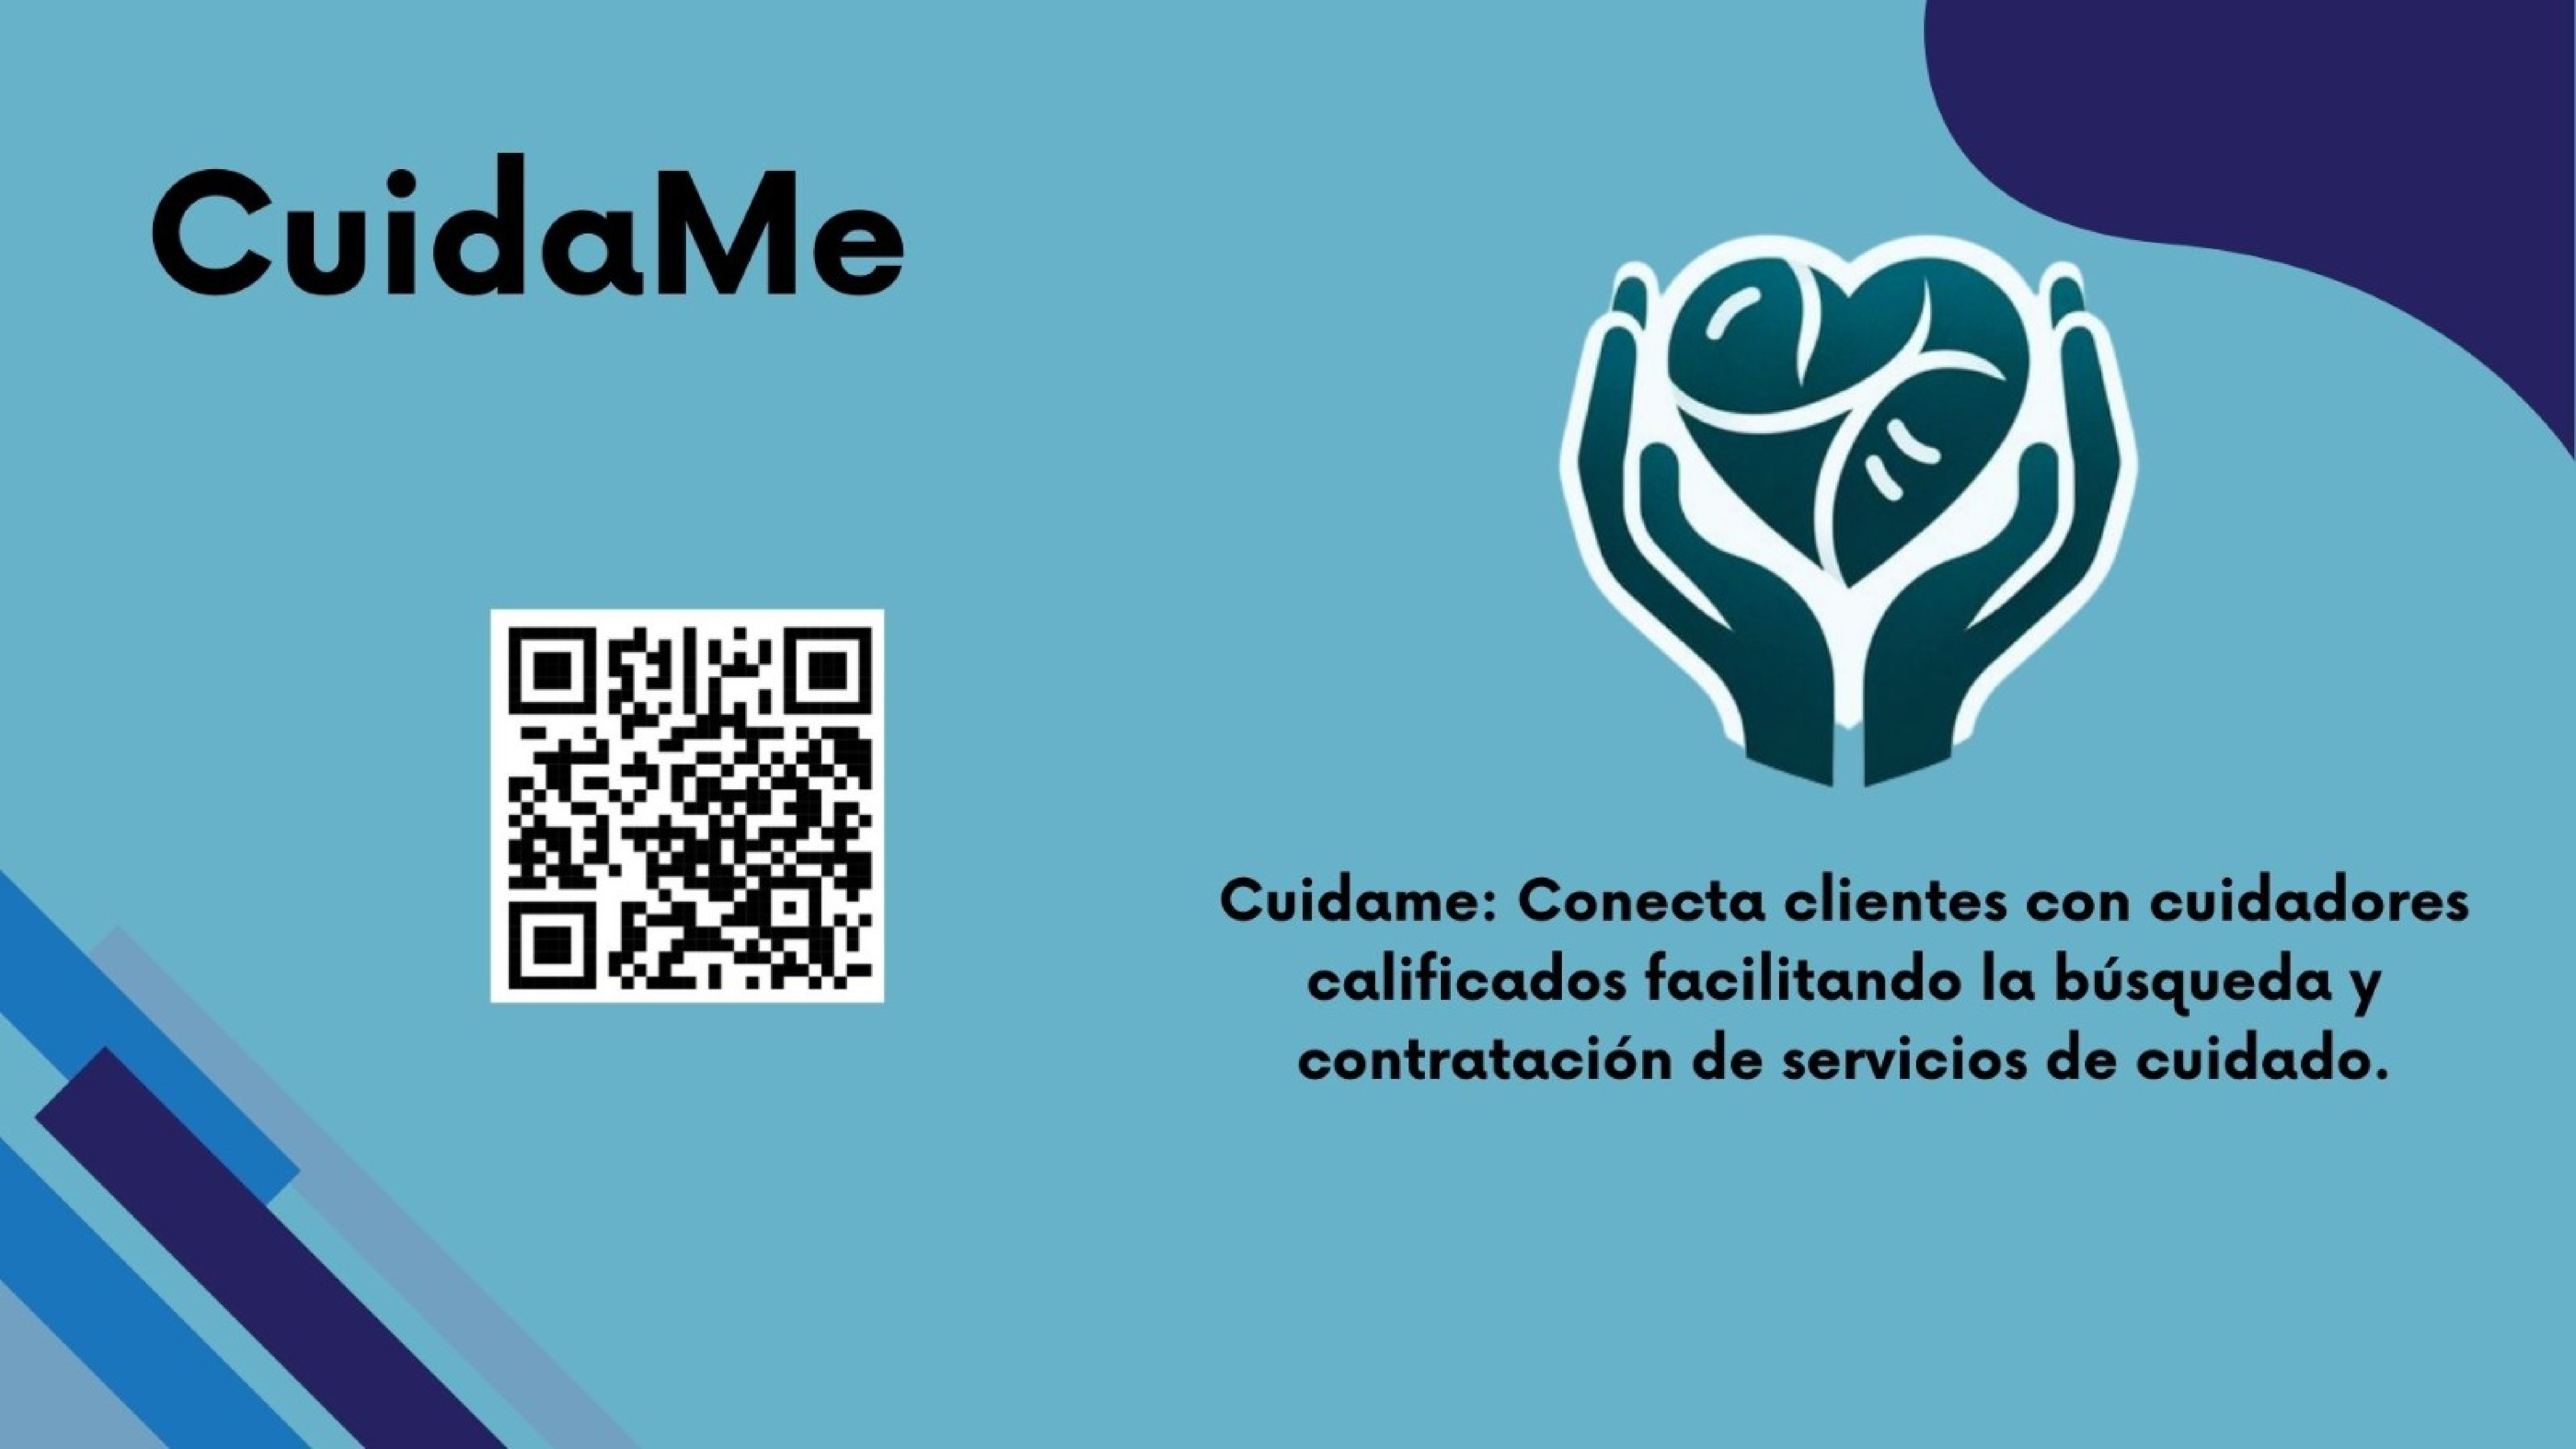 CuidaMe
Cuidame: Conecta clientes con cuidadores
calificados facilitando la búsqueda y
contratación de servicios de cuidado.